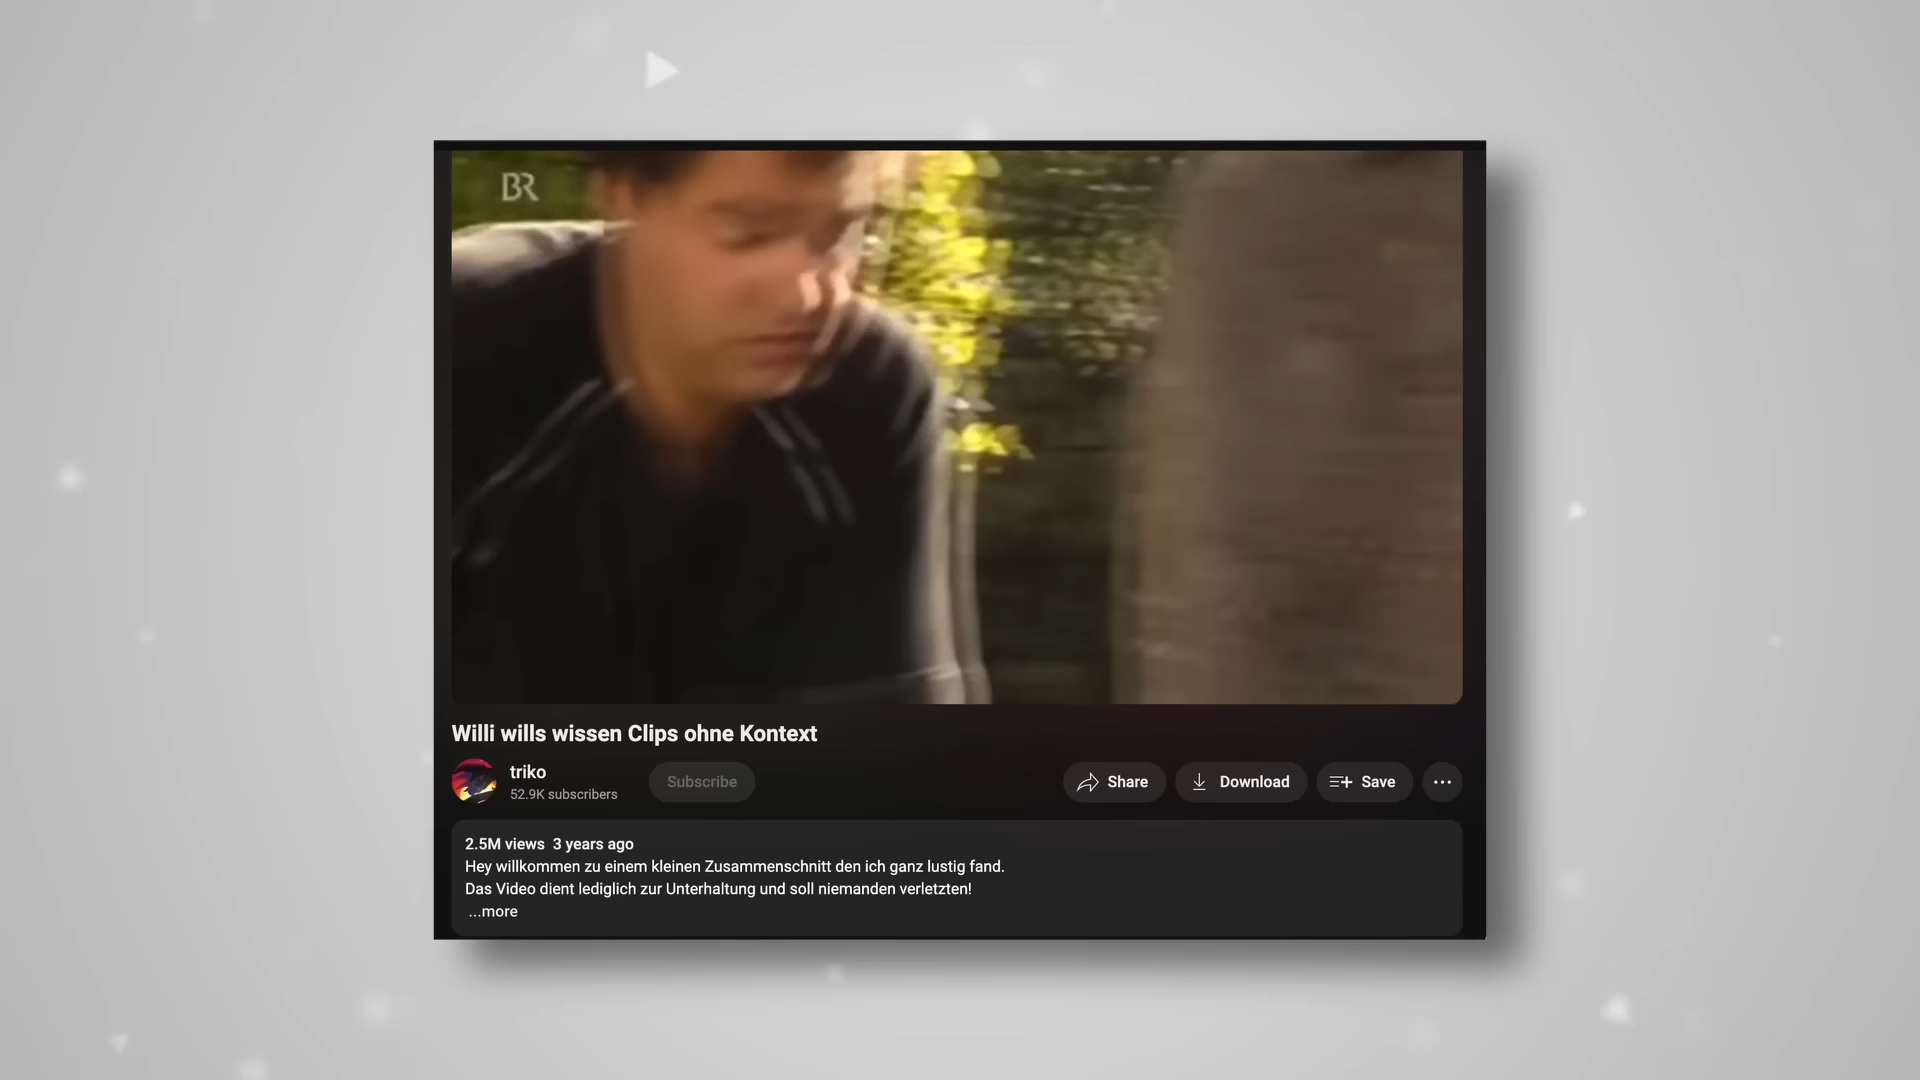 BR
Willi wills wissen Clips ohne Kontext
triko
52.9K subscribers
Subscribe
Share
Download
Save
2.5M views 3 years ago
Hey willkommen zu einem kleinen Zusammenschnitt den ich ganz lustig fand.
Das Video dient lediglich zur Unterhaltung und soll niemanden verletzten!
...more